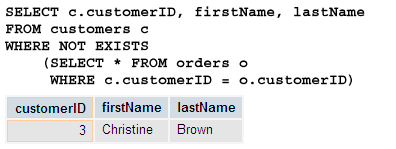 SELECT c.customerID, firstName, lastName
FROM customers c
WHERE NOT EXISTS
(SELECT * FROM orders o
WHERE c.customerID = o.customerID)
customerID firstName lastName
3 Christine Brown